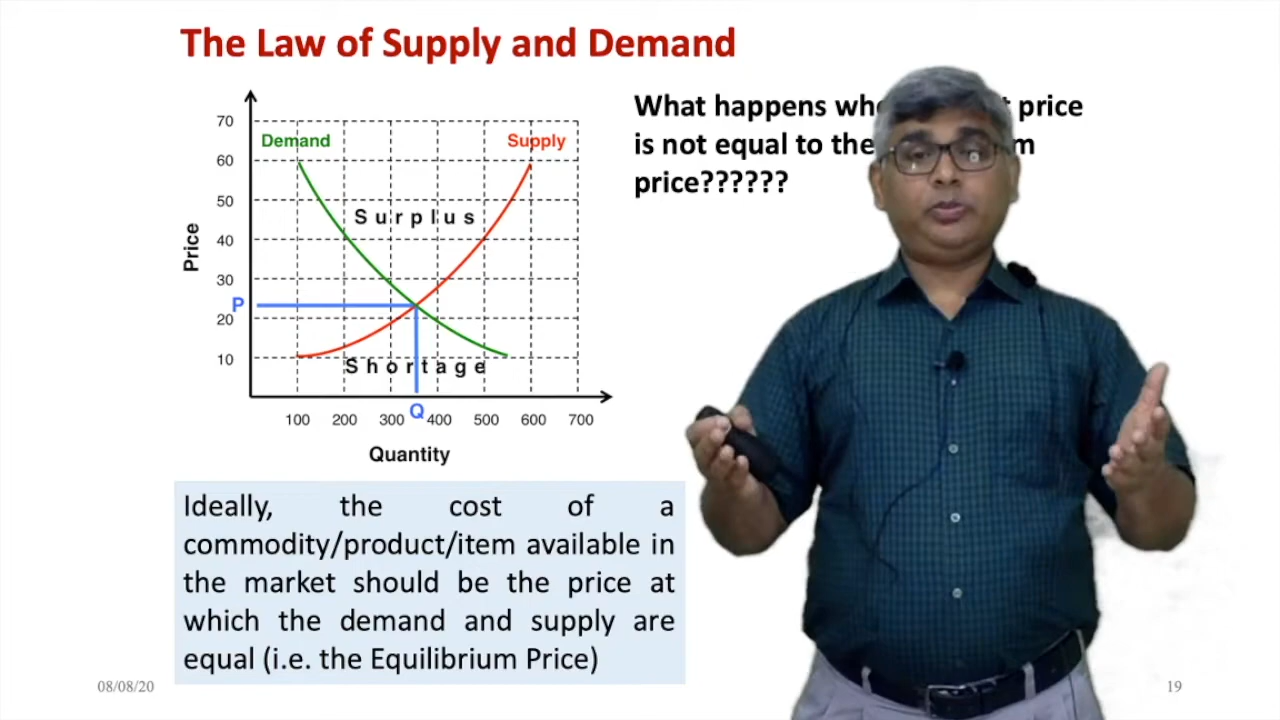 The Law of Supply and Demand
What happens price
is not equal to the
price??????
70
Demand
Supply
60
50
Surplus
40
Price
30
P
20
10
Shortage
Q
100 200 300 400 500 600 700
Quantity
Ideally, the cost of a
commodity/product/item available in
the market should be the price at
which the demand and supply are
equal (i.e. the Equilibrium Price)
08/08/20
19